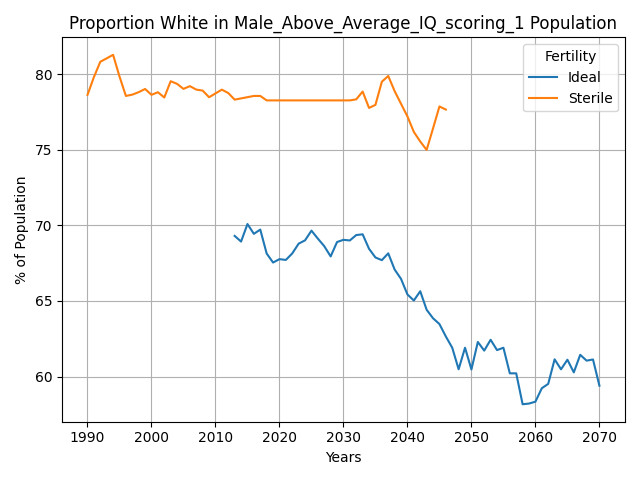 Proportion White in Male_Above_Average_IQ_scoring_1 Population
Fertility
Ideal
Sterile
% of Population
80
75
70
65
60
1990 2000 2010 2020 2030 2040 2050 2060 2070
Years